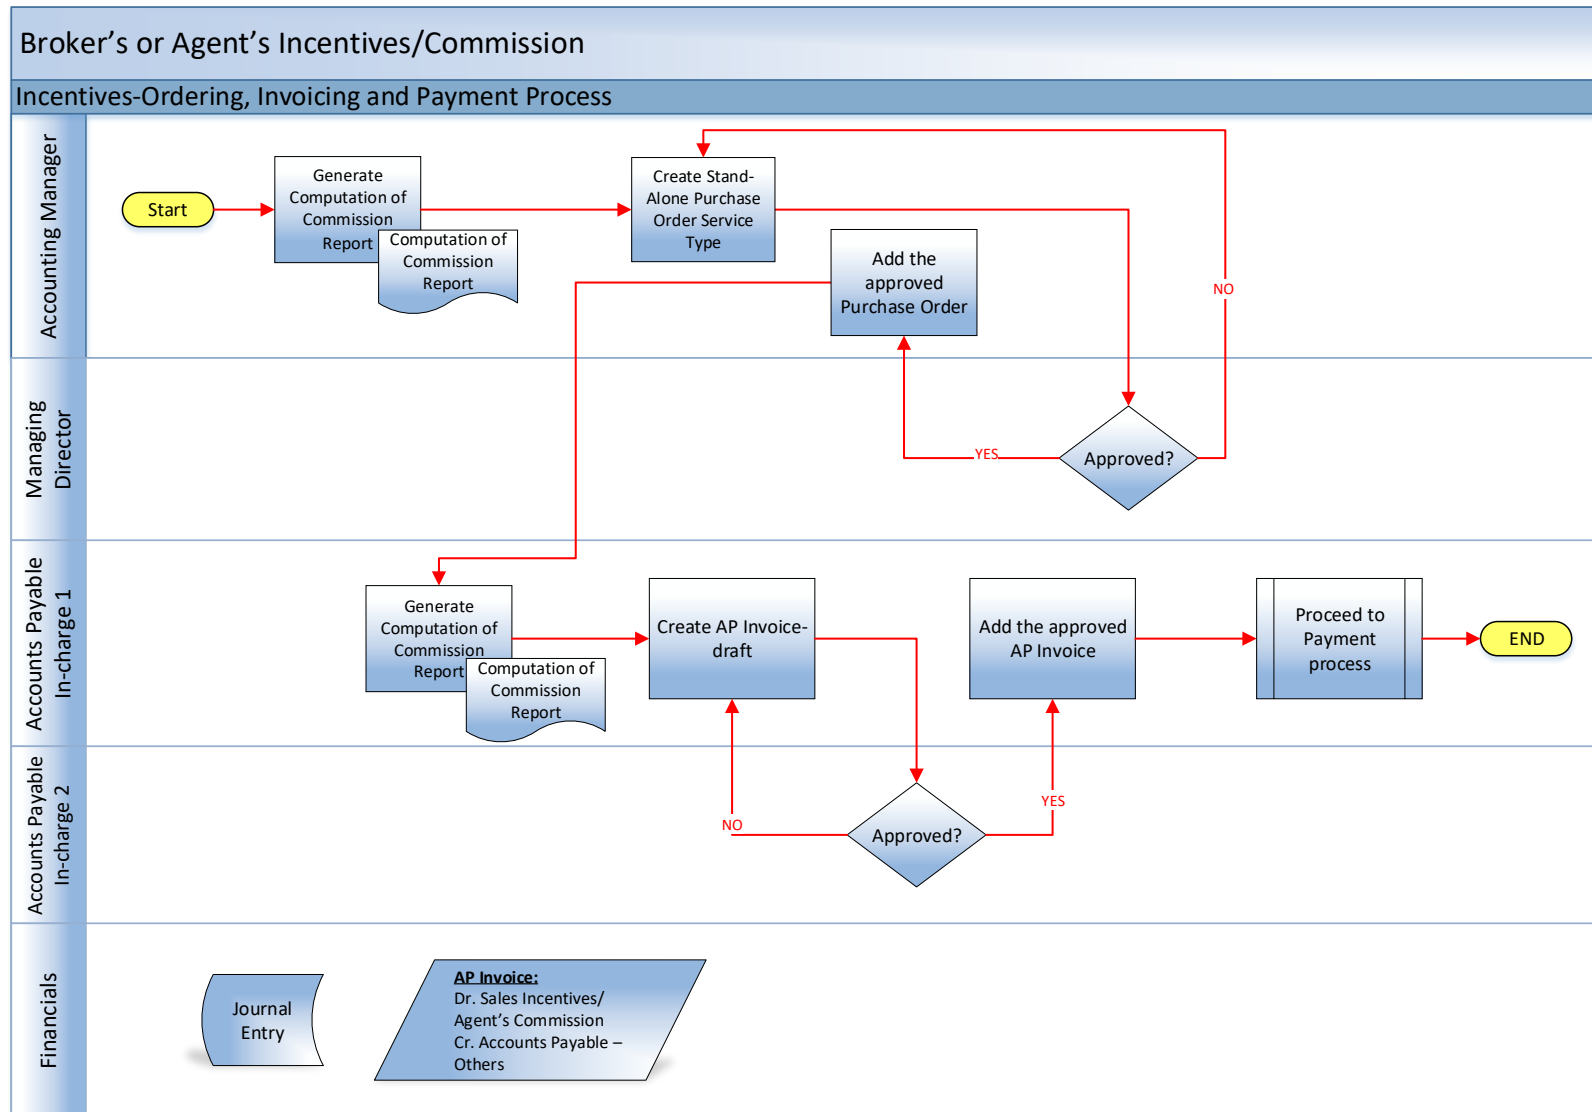 Broker’s or Agent’s Incentives/Commission
Incentives-Ordering, Invoicing and Payment Process
Accounting Manager
Start
Generate
Computation of
Commission
Report
Computation of
Commission
Report
Create Stand-
Alone Purchase
Order Service
Type
Add the
approved
Purchase Order
NO
Managing
Director
YES
Approved?
Accounts Payable
In-charge 1
Generate
Computation of
Commission
Report
Computation of
Commission
Report
Create AP Invoice-
draft
Add the approved
AP Invoice
Proceed to
Payment
process
END
Accounts Payable
In-charge 2
NO
Approved?
YES
Financials
Journal
Entry
AP Invoice:
Dr. Sales Incentives/
Agent’s Commission
Cr. Accounts Payable –
Others